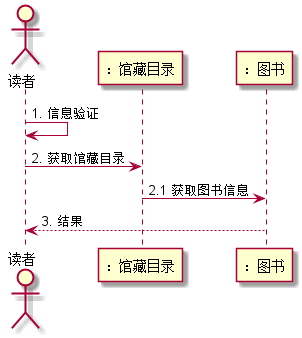 读者
: 馆藏目录
: 图书
1. 信息验证
2. 获取馆藏目录
2.1 获取图书信息
3. 结果
读者
: 馆藏目录
: 图书